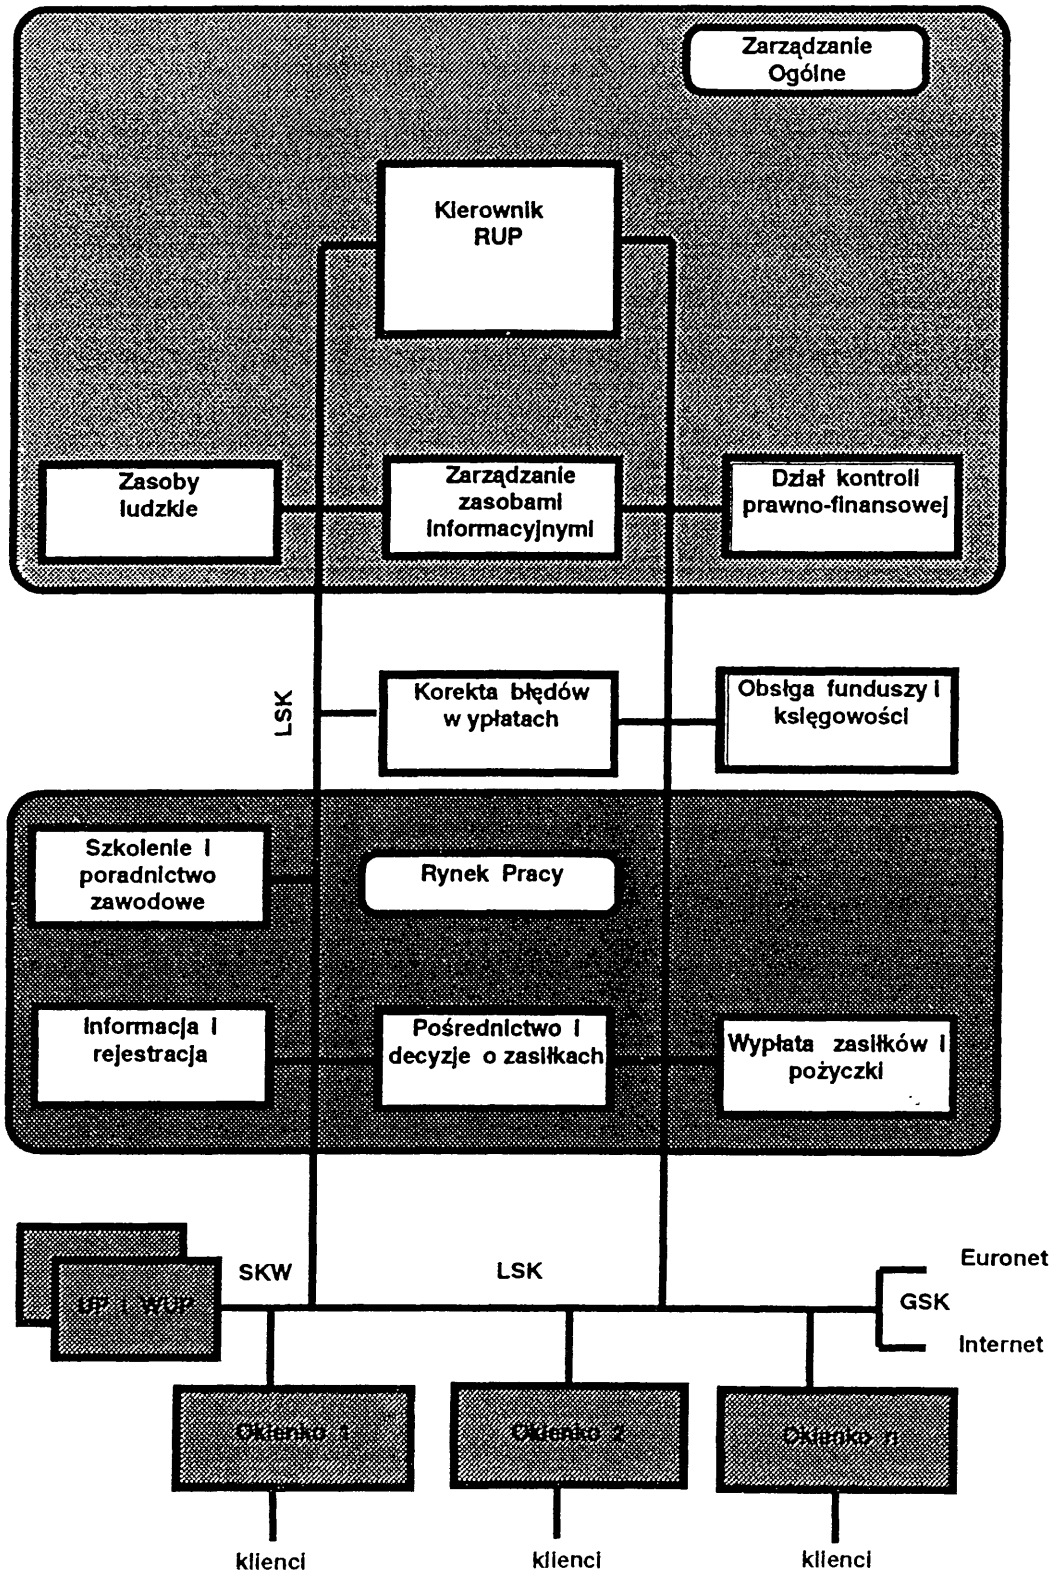 Zarządzanie
Ogólne
Kierownik
RUP
Zasoby
ludzkie
Zarządzanie
zasobami
informacyjnymi
Dział kontroli
prawno-finansowej
LSK
Korekta błędów
w ypłatach
Obsłga funduszy i
księgowości
Szkolenie i
poradnictwo
zawodowe
Rynek Pracy
Informacja i
rejestracja
Pośrednictwo i
decyzje o zasiłkach
Wypłata zasiłków i
pożyczki
UP i WUP
SKW
LSK
Euronet
GSK
Internet
Okienko 1
Okienko 2
Okienko n
klienci
klienci
klienci